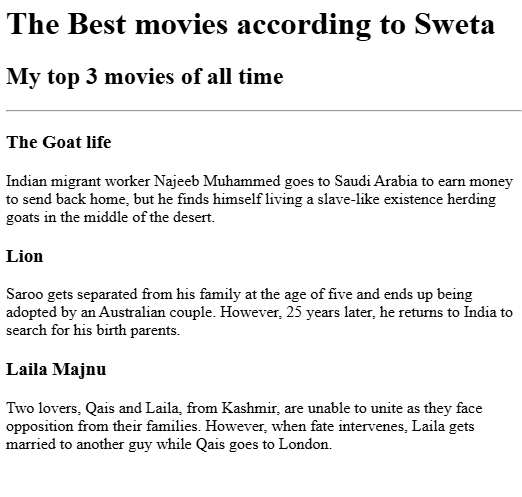 The Best movies according to Sweta
My top 3 movies of all time
The Goat life
Indian migrant worker Najeeb Muhammed goes to Saudi Arabia to earn money
to send back home, but he finds himself living a slave-like existence herding
goats in the middle of the desert.
Lion
Saroo gets separated from his family at the age of five and ends up being
adopted by an Australian couple. However, 25 years later, he returns to India to
search for his birth parents.
Laila Majnu
Two lovers, Qais and Laila, from Kashmir, are unable to unite as they face
opposition from their families. However, when fate intervenes, Laila gets
married to another guy while Qais goes to London.